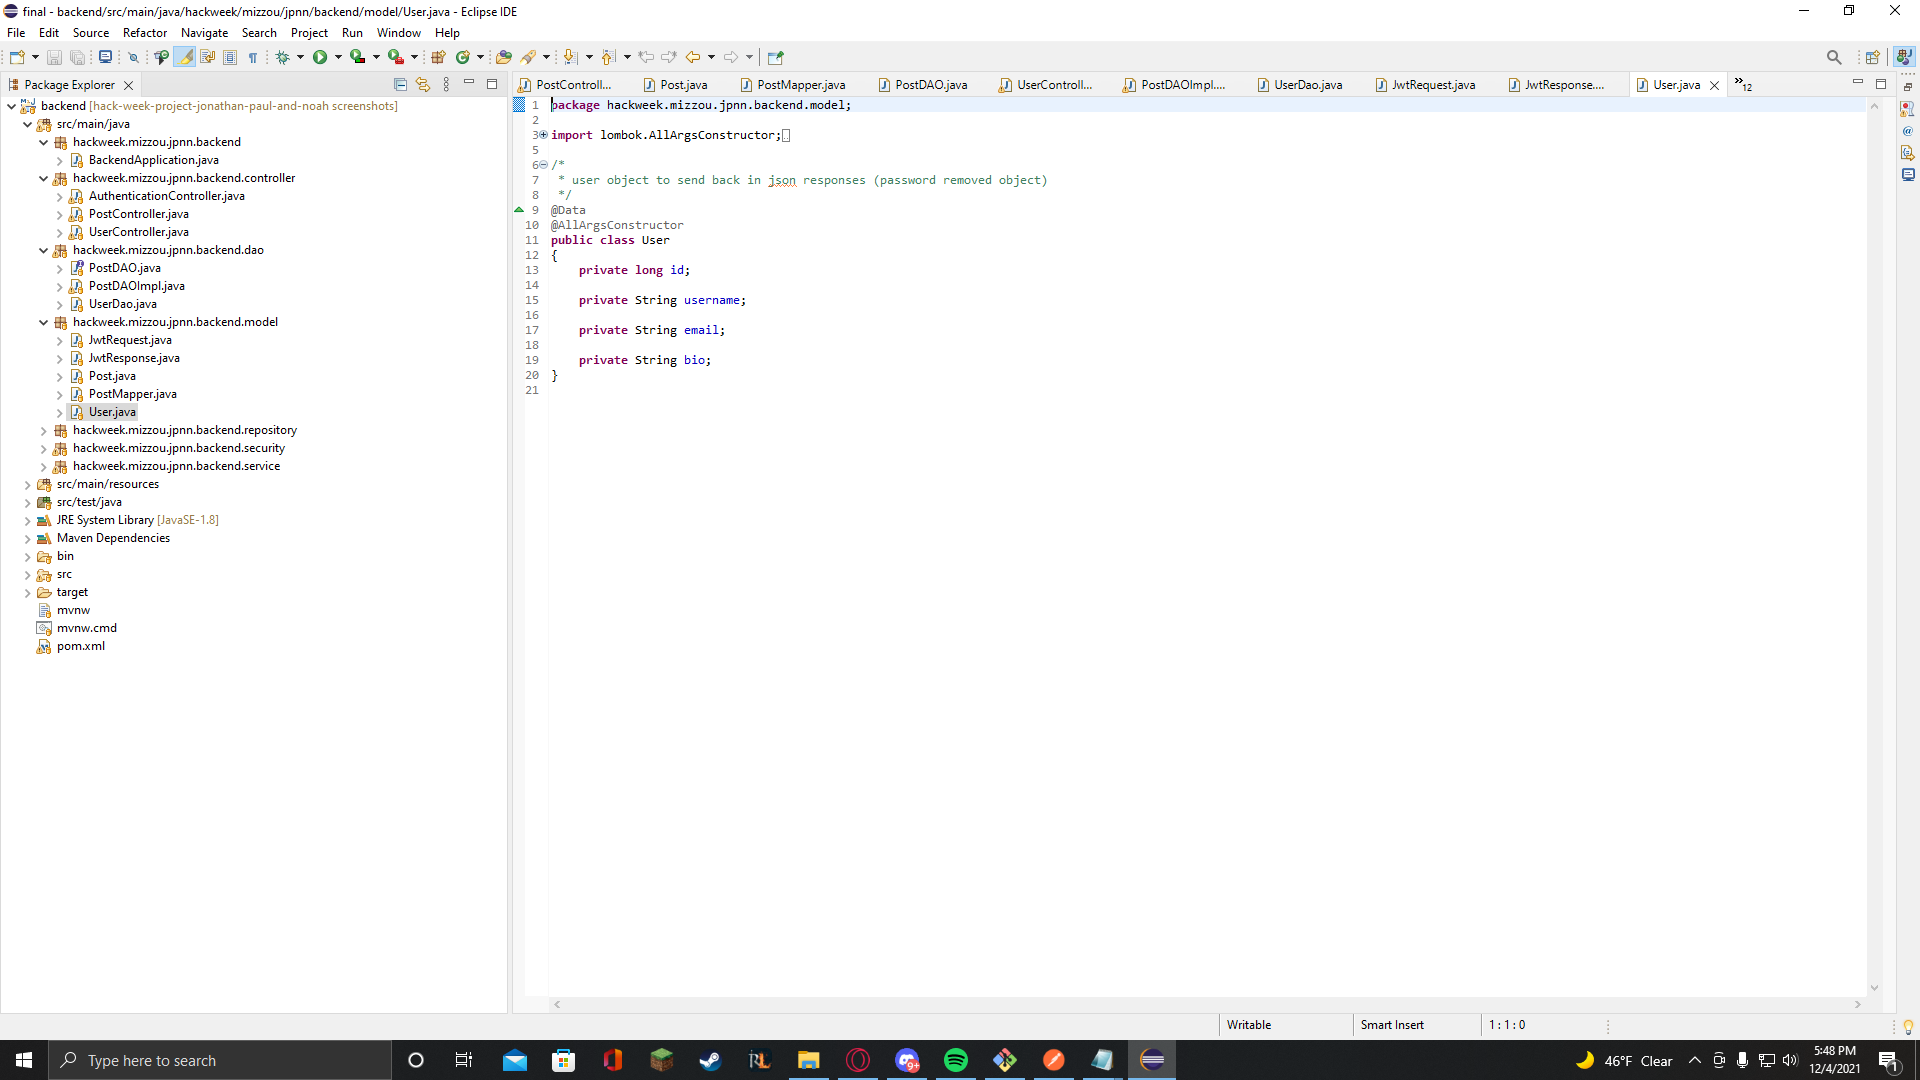 final - backend/src/main/java/hackweek/mizzou/jpnn/backend/model/User.java - Eclipse IDE
File Edit Source Refactor Navigate Search Project Run Window Help
Package Explorer
backend [hack-week-project-jonathan-paul-and-noah screenshots]
src/main/java
hackweek.mizzou.jpnn.backend
BackendApplication.java
hackweek.mizzou.jpnn.backend.controller
AuthenticationController.java
PostController.java
UserController.java
hackweek.mizzou.jpnn.backend.dao
PostDAO.java
PostDAOImpl.java
UserDao.java
hackweek.mizzou.jpnn.backend.model
JwtRequest.java
JwtResponse.java
Post.java
PostMapper.java
User.java
hackweek.mizzou.jpnn.backend.repository
hackweek.mizzou.jpnn.backend.security
hackweek.mizzou.jpnn.backend.service
src/main/resources
src/test/java
JRE System Library [JavaSE-1.8]
Maven Dependencies
bin
src
target
mvnw
mvnw.cmd
pom.xml
PostControll... Post.java PostMapper.java PostDAO.java UserControll... PostDAOImpl.... UserDao.java JwtRequest.java JwtResponse.... User.java »12
1 package hackweek.mizzou.jpnn.backend.model;
2
3 import lombok.AllArgsConstructor;
5
6 /*
7 * user object to send back in json responses (password removed object)
8 */
9 @Data
10 @AllArgsConstructor
11 public class User
12 {
13 private long id;
14
15 private String username;
16
17 private String email;
18
19 private String bio;
20 }
21
Writable Smart Insert 1 : 1 : 0
Type here to search
RL
9+
46°F Clear
5:48 PM
12/4/2021
1